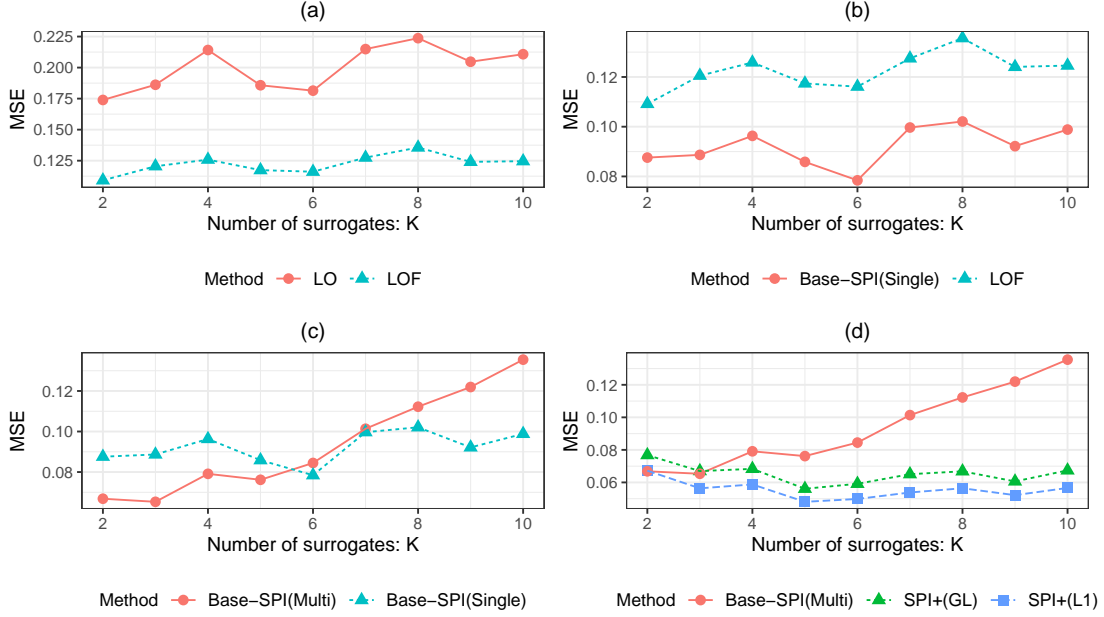 (a)
0.225
0.200
0.175
0.150
0.125
MSE
2 4 6 8 10
Number of surrogates: K
Method LO LOF
(b)
0.12
0.10
0.08
MSE
2 4 6 8 10
Number of surrogates: K
Method Base−SPI(Single) LOF
(c)
0.12
0.10
0.08
MSE
2 4 6 8 10
Number of surrogates: K
Method Base−SPI(Multi) Base−SPI(Single)
(d)
0.12
0.10
0.08
0.06
MSE
2 4 6 8 10
Number of surrogates: K
Method Base−SPI(Multi) SPI+(GL) SPI+(L1)